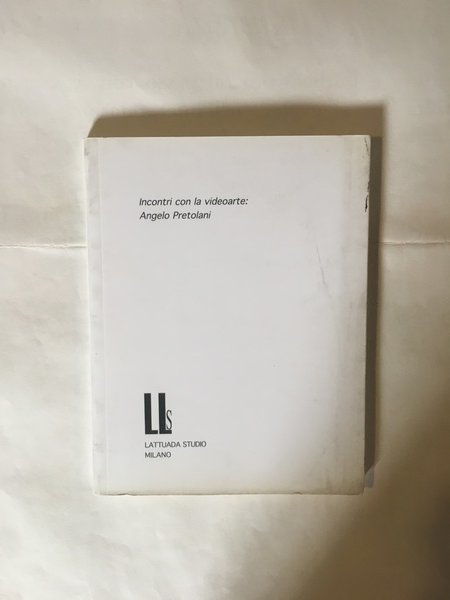 Incontri con la videoarte:
Angelo Pretolani
LLS
LATTUADA STUDIO
MILANO